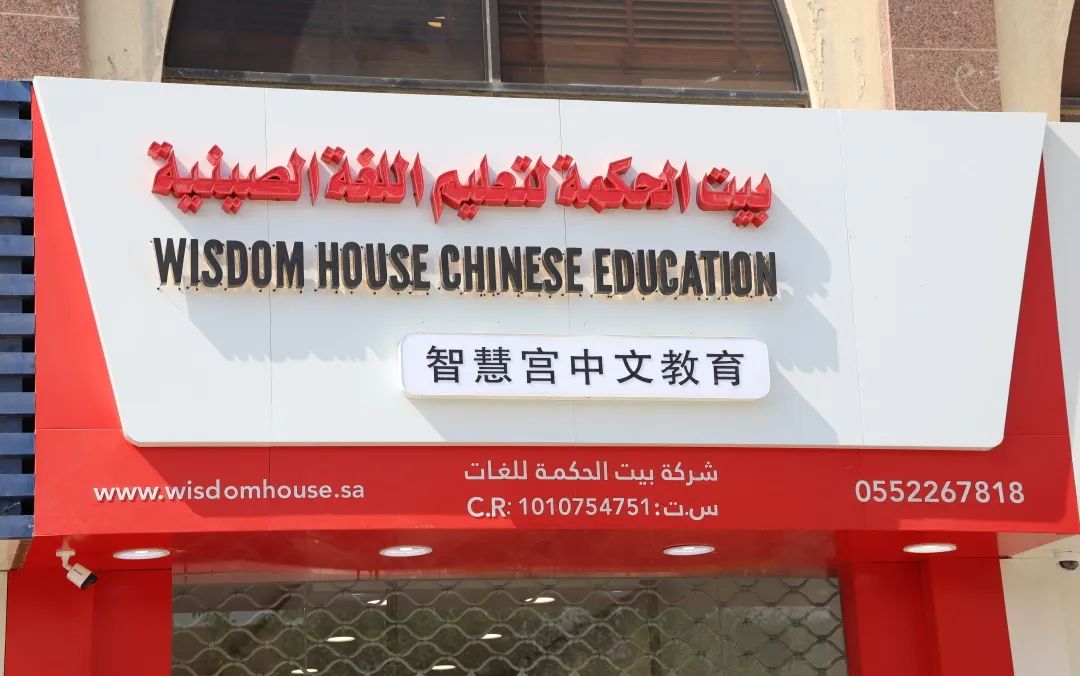 بيت الحكمة لتعليم اللغة الصينية
WISDOM HOUSE CHINESE EDUCATION
智慧宫中文教育
شركة بيت الحكمة للغات
www.wisdomhouse.sa
C.R: 1010754751 : س.ت
0552267818